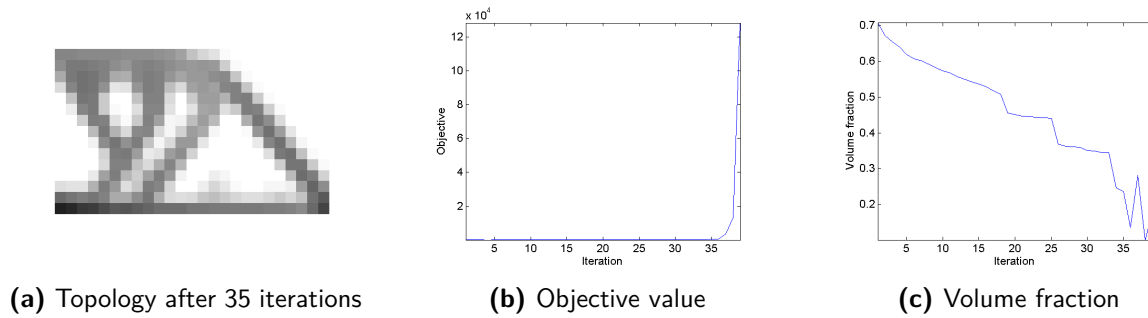 x 10⁴
12
10
8
6
4
2
Objective
5 10 15 20 25 30 35
Iteration
0.7
0.6
0.5
0.4
0.3
0.2
Volume fraction
5 10 15 20 25 30 35
Iteration
(a) Topology after 35 iterations
(b) Objective value
(c) Volume fraction